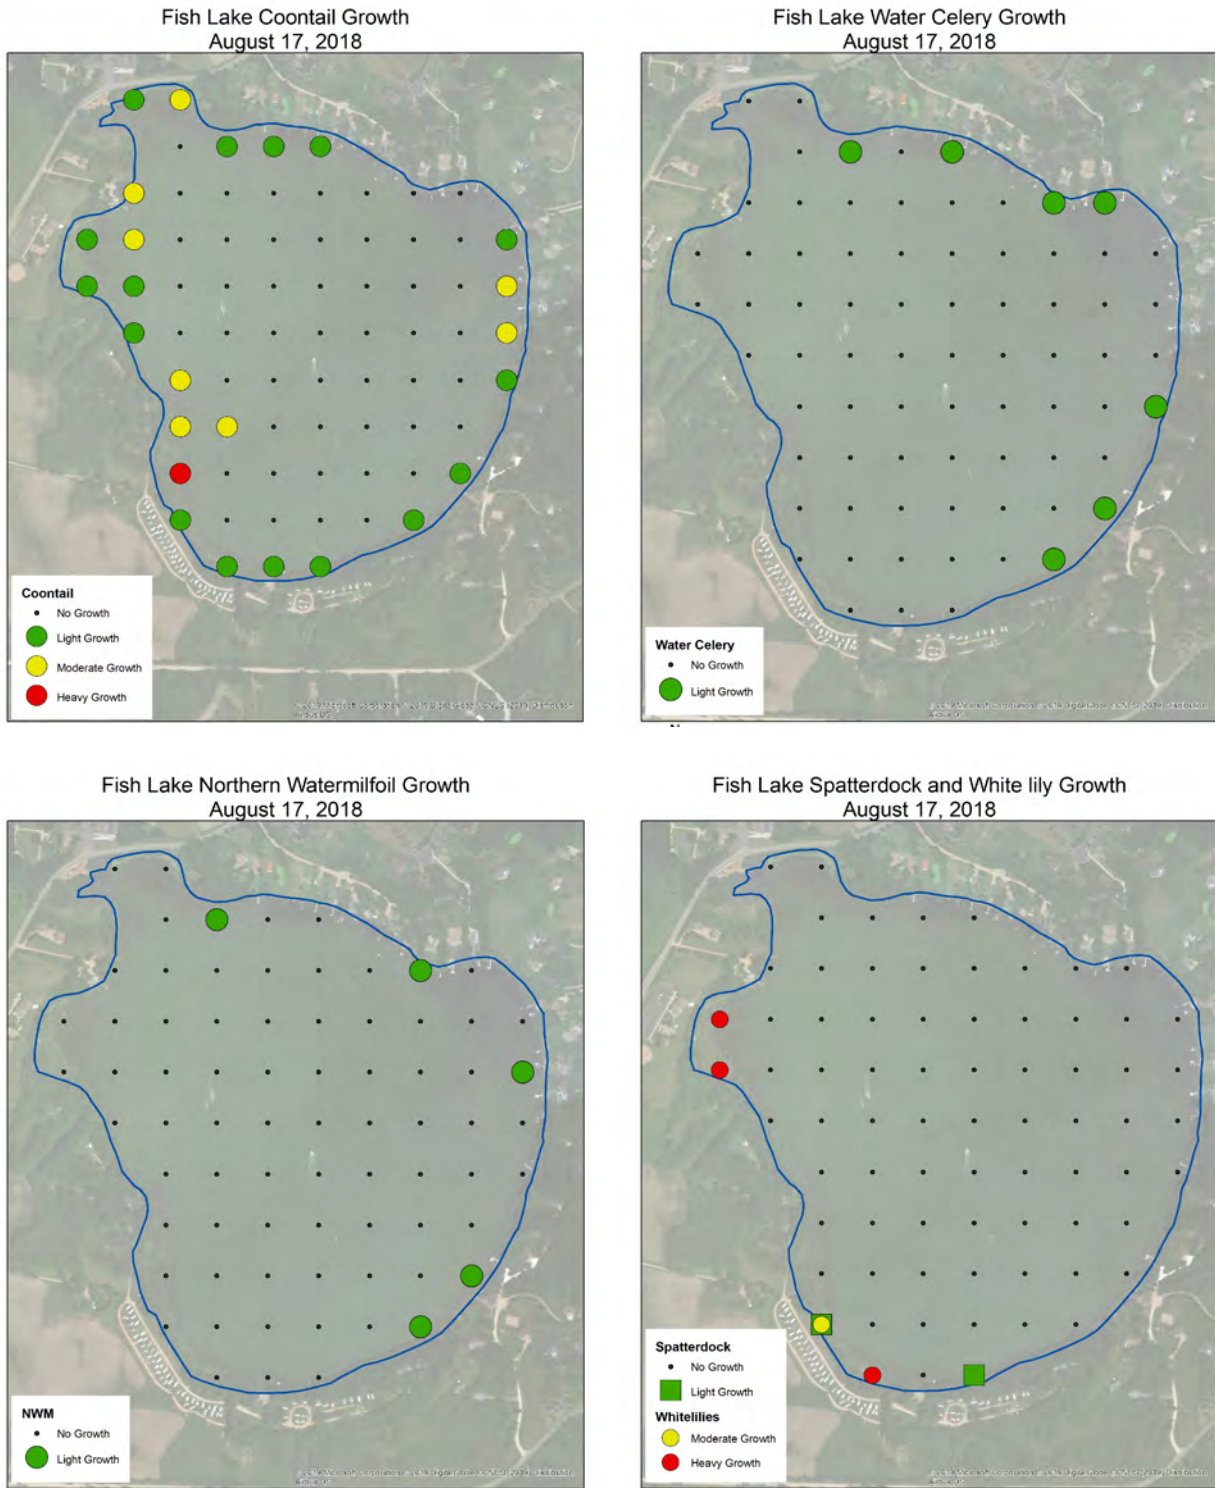 Fish Lake Coontail Growth
August 17, 2018
Coontail
No Growth
Light Growth
Moderate Growth
Heavy Growth
Fish Lake Water Celery Growth
August 17, 2018
Water Celery
No Growth
Light Growth
Fish Lake Northern Watermilfoil Growth
August 17, 2018
NWM
No Growth
Light Growth
Fish Lake Spatterdock and White lily Growth
August 17, 2018
Spatterdock
No Growth
Light Growth
Whitelilies
Moderate Growth
Heavy Growth